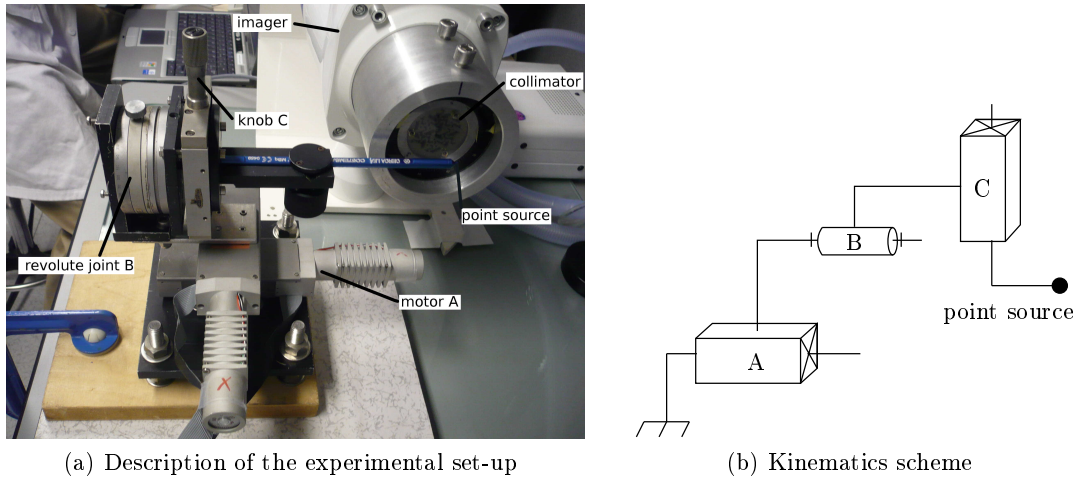 imager
collimator
knob C
point source
revolute joint B
motor A
X
(a) Description of the experimental set-up
A
B
C
point source
(b) Kinematics scheme